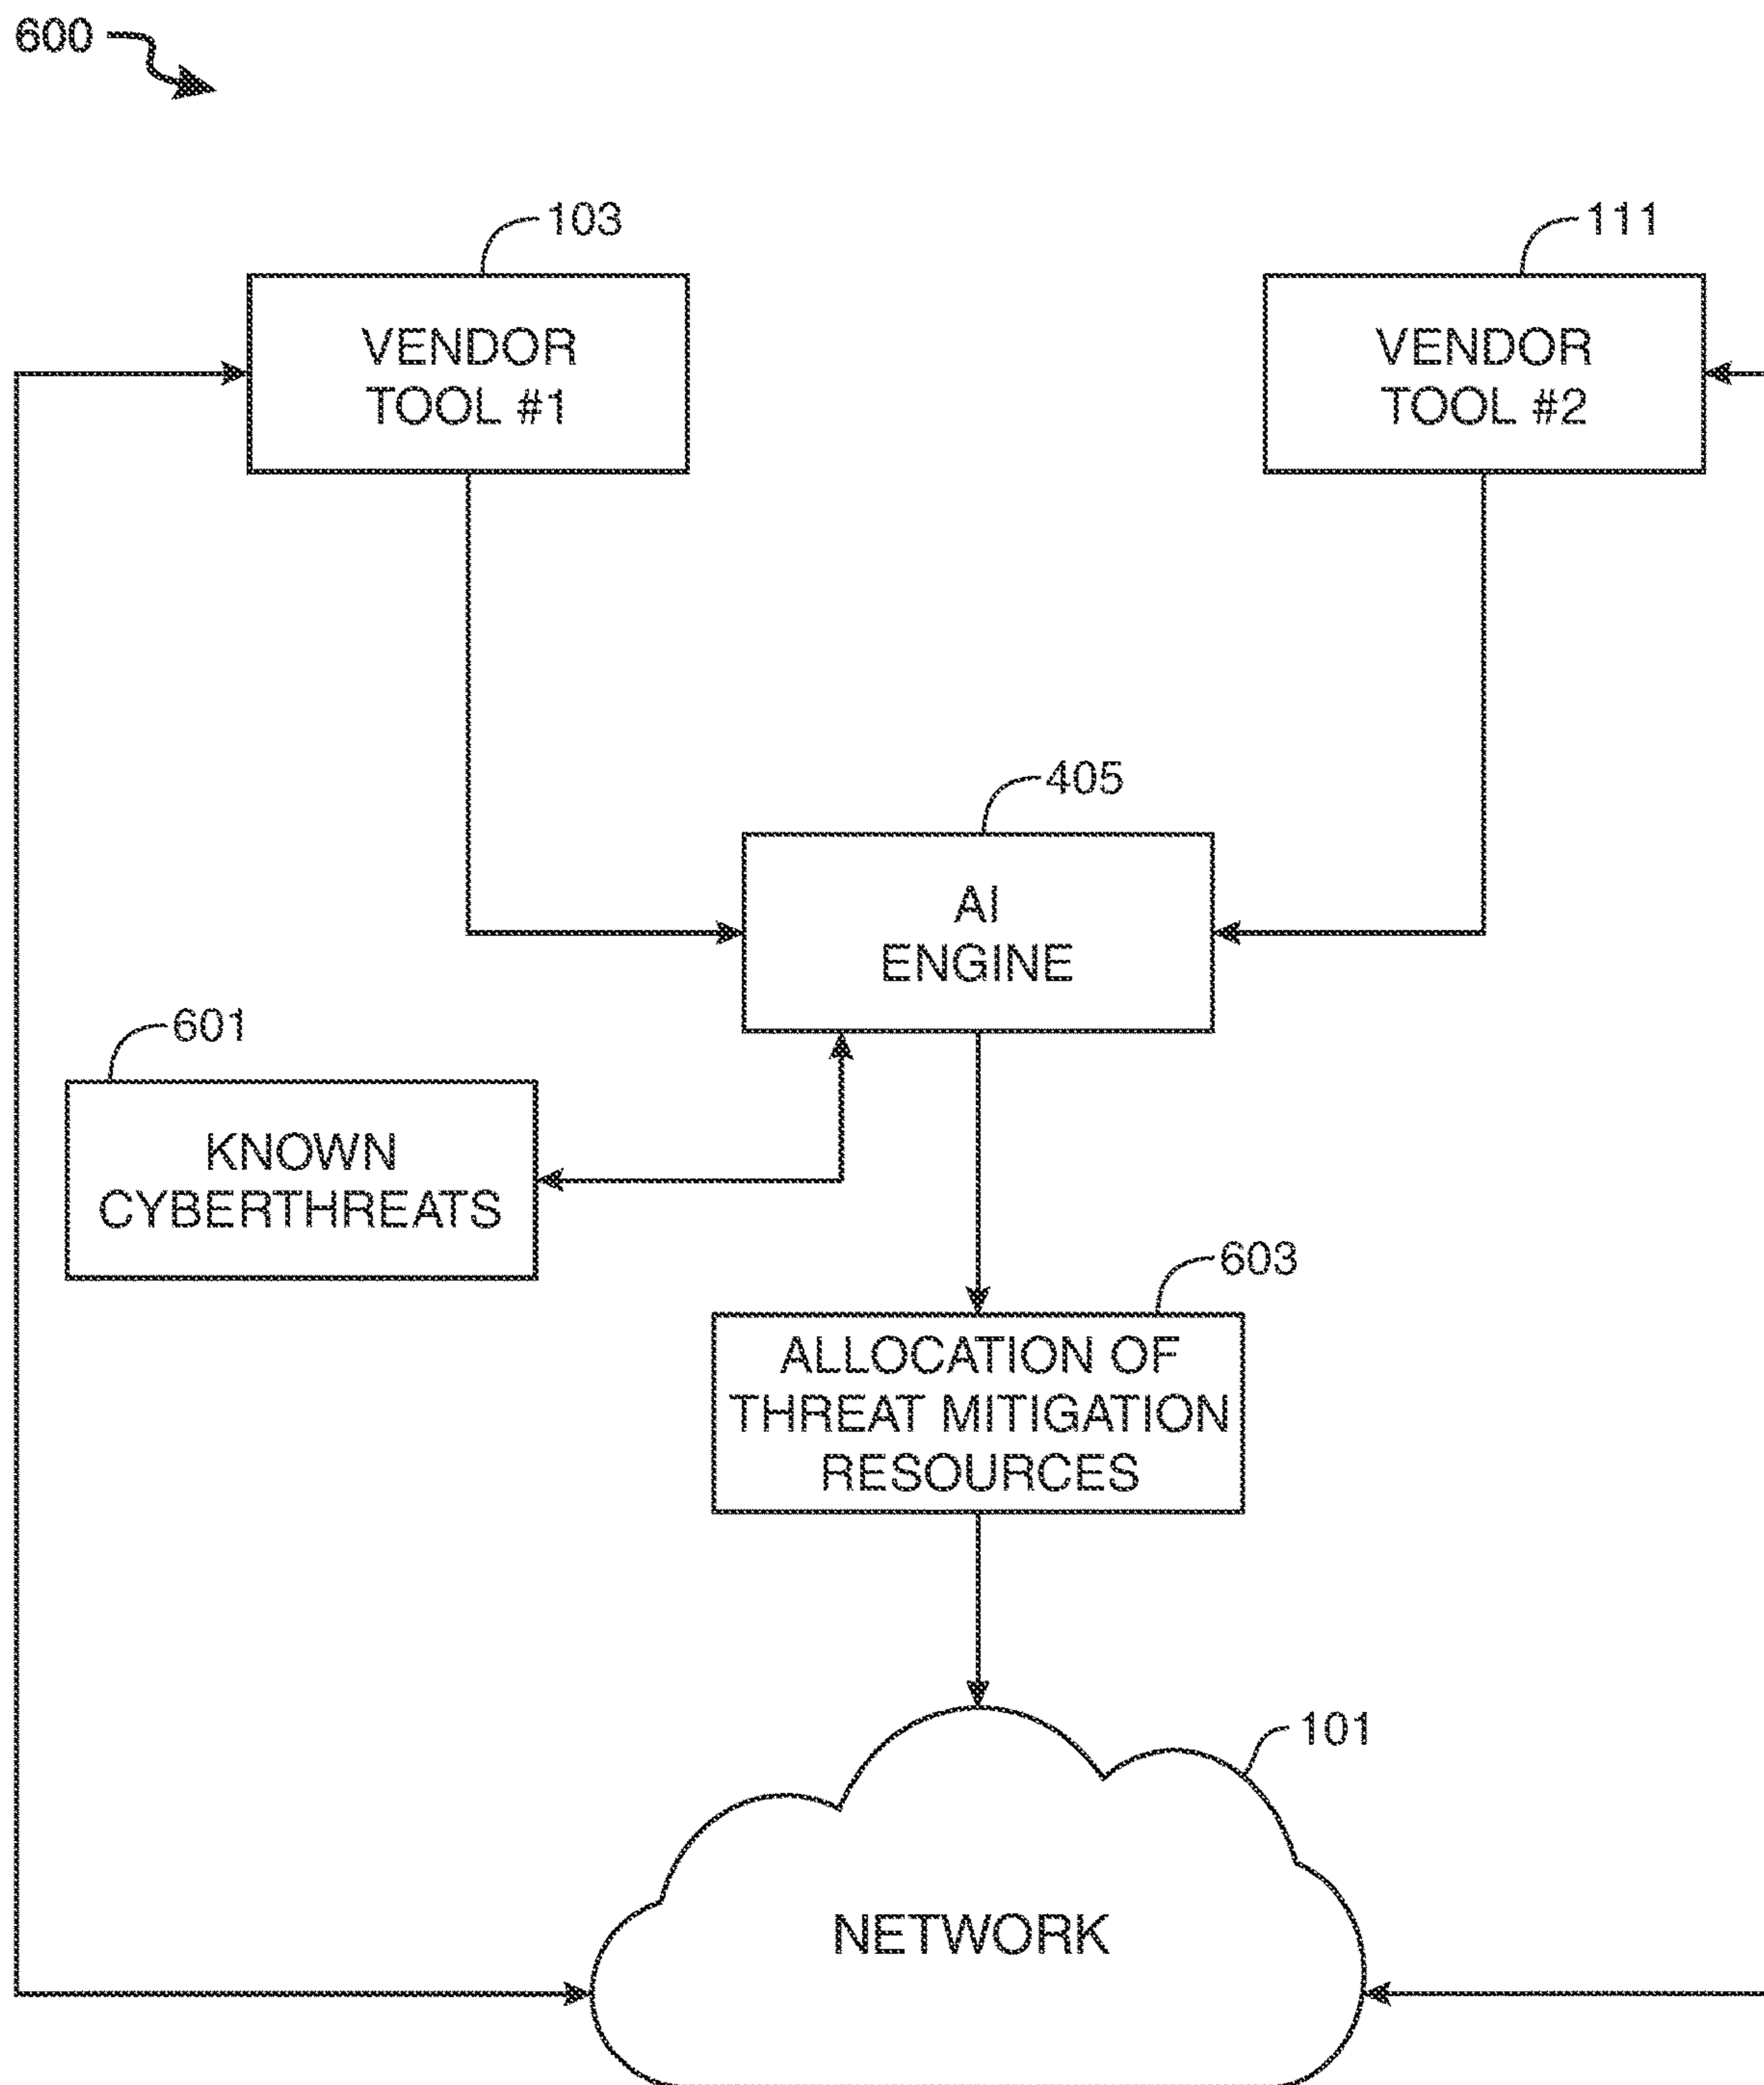 600
103
111
VENDOR
TOOL #1
VENDOR
TOOL #2
405
AI
ENGINE
601
KNOWN
CYBERTHREATS
603
ALLOCATION OF
THREAT MITIGATION
RESOURCES
101
NETWORK